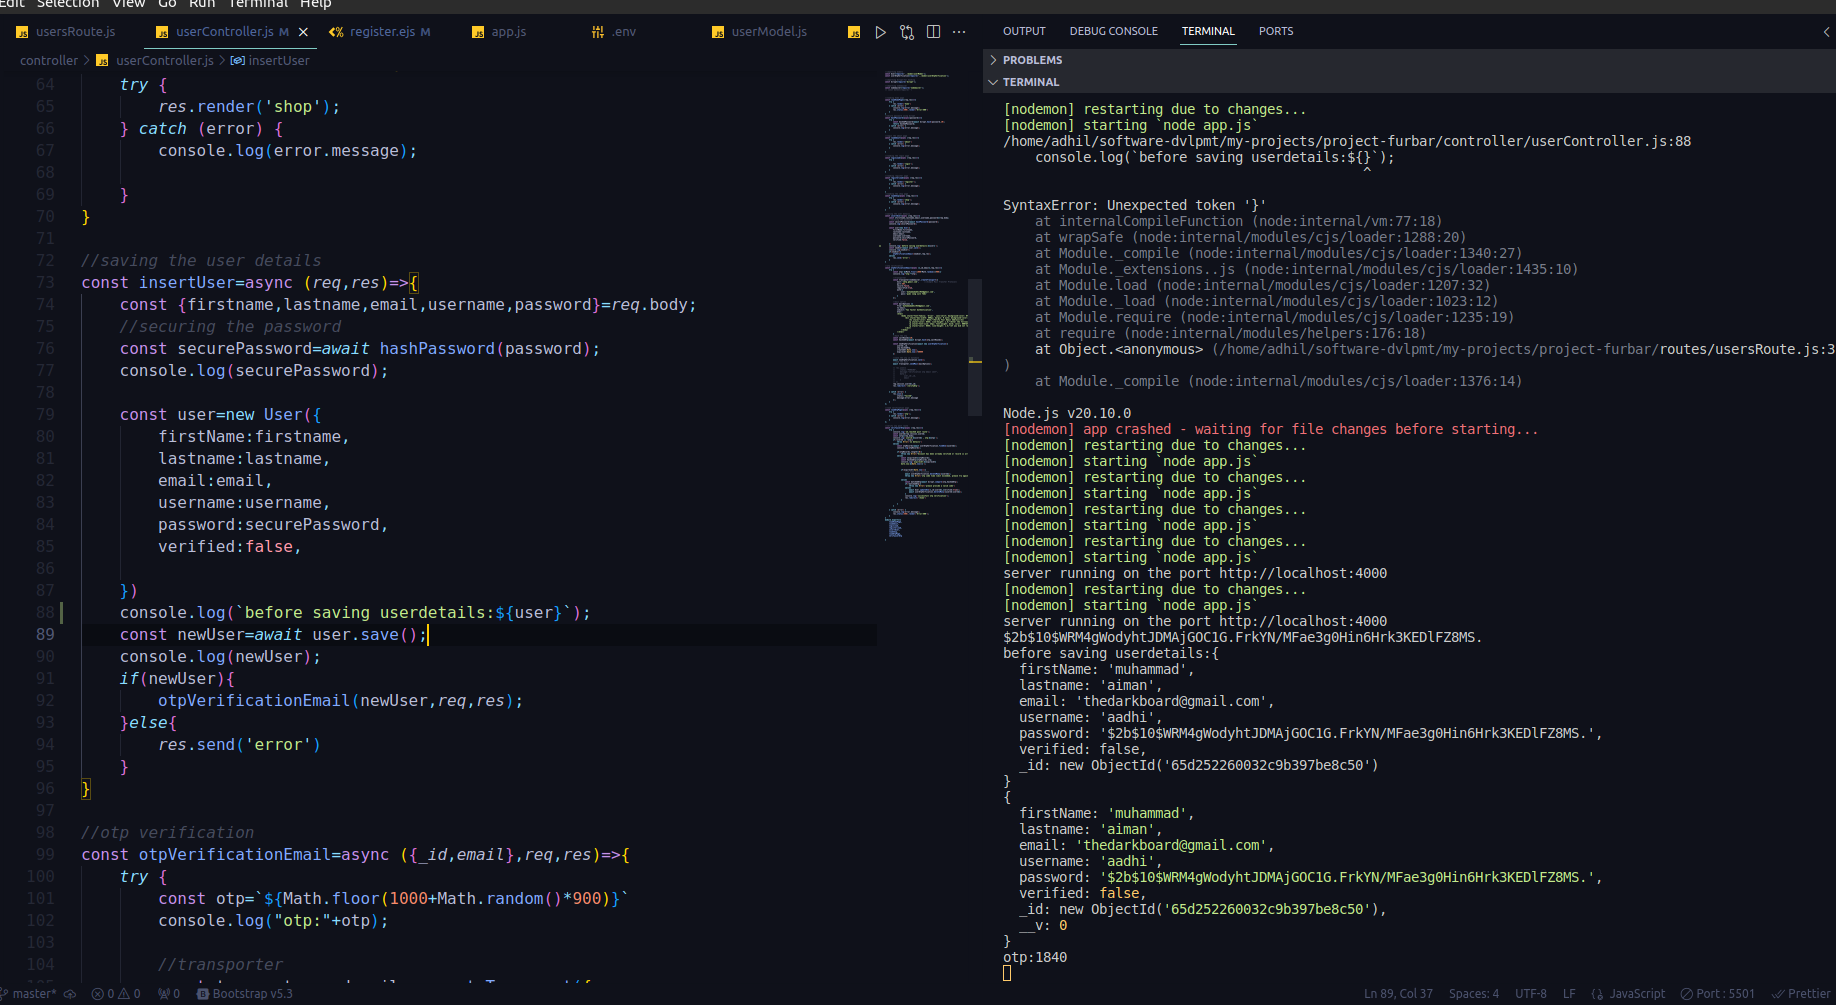 Edit Selection View Go Run Terminal Help
usersRoute.js
userController.js M
register.ejs M
app.js
.env
userModel.js
controller > userController.js > insertUser
64 try {
65 res.render('shop');
66 } catch (error) {
67 console.log(error.message);
68
69 }
70 }
71
72 //saving the user details
73 const insertUser=async (req,res)=>{
74 const {firstname,lastname,email,username,password}=req.body;
75 //securing the password
76 const securePassword=await hashPassword(password);
77 console.log(securePassword);
78
79 const user=new User({
80 firstName:firstname,
81 lastname:lastname,
82 email:email,
83 username:username,
84 password:securePassword,
85 verified:false,
86
87 })
88 console.log(`before saving userdetails:${user}`);
89 const newUser=await user.save();
90 console.log(newUser);
91 if(newUser){
92 otpVerificationEmail(newUser,req,res);
93 }else{
94 res.send('error')
95 }
96 }
97
98 //otp verification
99 const otpVerificationEmail=async ({_id,email},req,res)=>{
100 try {
101 const otp=`${Math.floor(1000+Math.random()*900)}`
102 console.log("otp:"+otp);
103
104 //transporter
OUTPUT DEBUG CONSOLE TERMINAL PORTS
PROBLEMS
TERMINAL
[nodemon] restarting due to changes...
[nodemon] starting `node app.js`
/home/adhil/software-dvlpmt/my-projects/project-furbar/controller/userController.js:88
console.log(`before saving userdetails:${}`);
^
SyntaxError: Unexpected token '}'
at internalCompileFunction (node:internal/vm:77:18)
at wrapSafe (node:internal/modules/cjs/loader:1288:20)
at Module._compile (node:internal/modules/cjs/loader:1340:27)
at Module._extensions..js (node:internal/modules/cjs/loader:1435:10)
at Module.load (node:internal/modules/cjs/loader:1207:32)
at Module._load (node:internal/modules/cjs/loader:1023:12)
at Module.require (node:internal/modules/cjs/loader:1235:19)
at require (node:internal/modules/helpers:176:18)
at Object.<anonymous> (/home/adhil/software-dvlpmt/my-projects/project-furbar/routes/usersRoute.js:3
)
at Module._compile (node:internal/modules/cjs/loader:1376:14)
Node.js v20.10.0
[nodemon] app crashed - waiting for file changes before starting...
[nodemon] restarting due to changes...
[nodemon] starting `node app.js`
[nodemon] restarting due to changes...
[nodemon] starting `node app.js`
[nodemon] restarting due to changes...
[nodemon] starting `node app.js`
[nodemon] restarting due to changes...
[nodemon] starting `node app.js`
server running on the port http://localhost:4000
[nodemon] restarting due to changes...
[nodemon] starting `node app.js`
server running on the port http://localhost:4000
$2b$10$WRM4gWodyhtJDMAjGOC1G.FrkYN/MFae3g0Hin6Hrk3KEDlFZ8MS.
before saving userdetails:{
firstName: 'muhammad',
lastname: 'aiman',
email: 'thedarkboard@gmail.com',
username: 'aadhi',
password: '$2b$10$WRM4gWodyhtJDMAjGOC1G.FrkYN/MFae3g0Hin6Hrk3KEDlFZ8MS.',
verified: false,
_id: new ObjectId('65d252260032c9b397be8c50')
}
{
firstName: 'muhammad',
lastname: 'aiman',
email: 'thedarkboard@gmail.com',
username: 'aadhi',
password: '$2b$10$WRM4gWodyhtJDMAjGOC1G.FrkYN/MFae3g0Hin6Hrk3KEDlFZ8MS.',
verified: false,
_id: new ObjectId('65d252260032c9b397be8c50'),
__v: 0
}
otp:1840
master* 0 0 0 Bootstrap v5.3 Ln 89, Col 37 Spaces: 4 UTF-8 LF {} JavaScript Port : 5501 Prettier